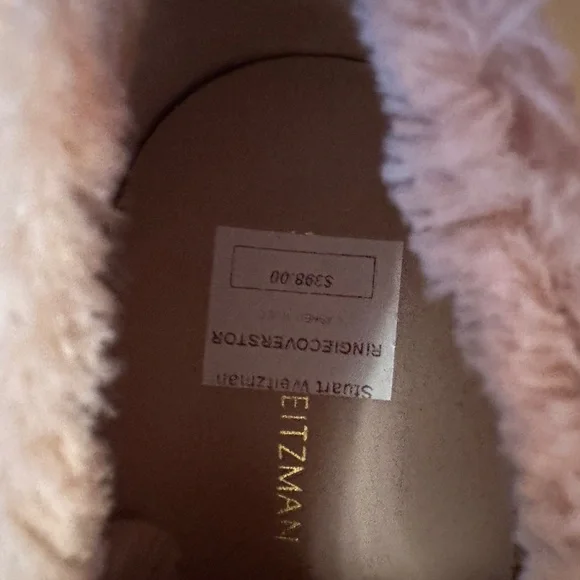 Stuart Weitzman
RINGIECOVERSTOR
$398.00
EITZMAN